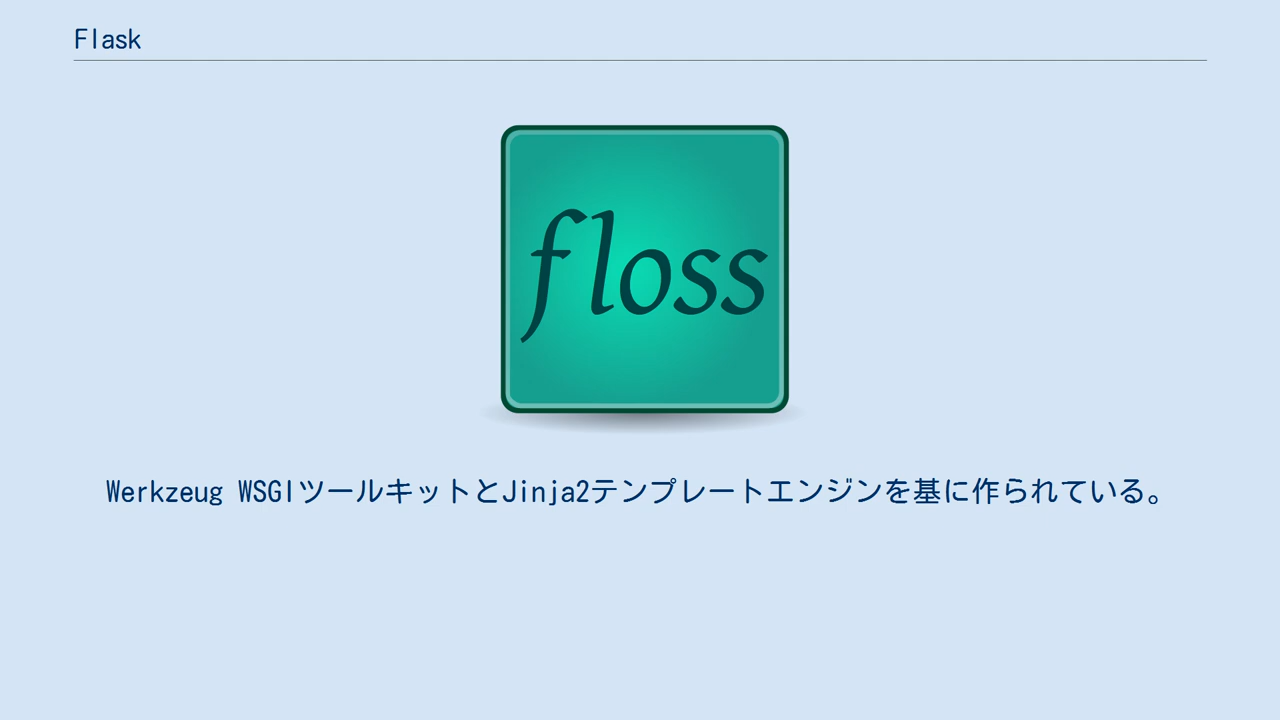 Flask
floss
Werkzeug WSGIツールキットとJinja2テンプレートエンジンを基に作られている。